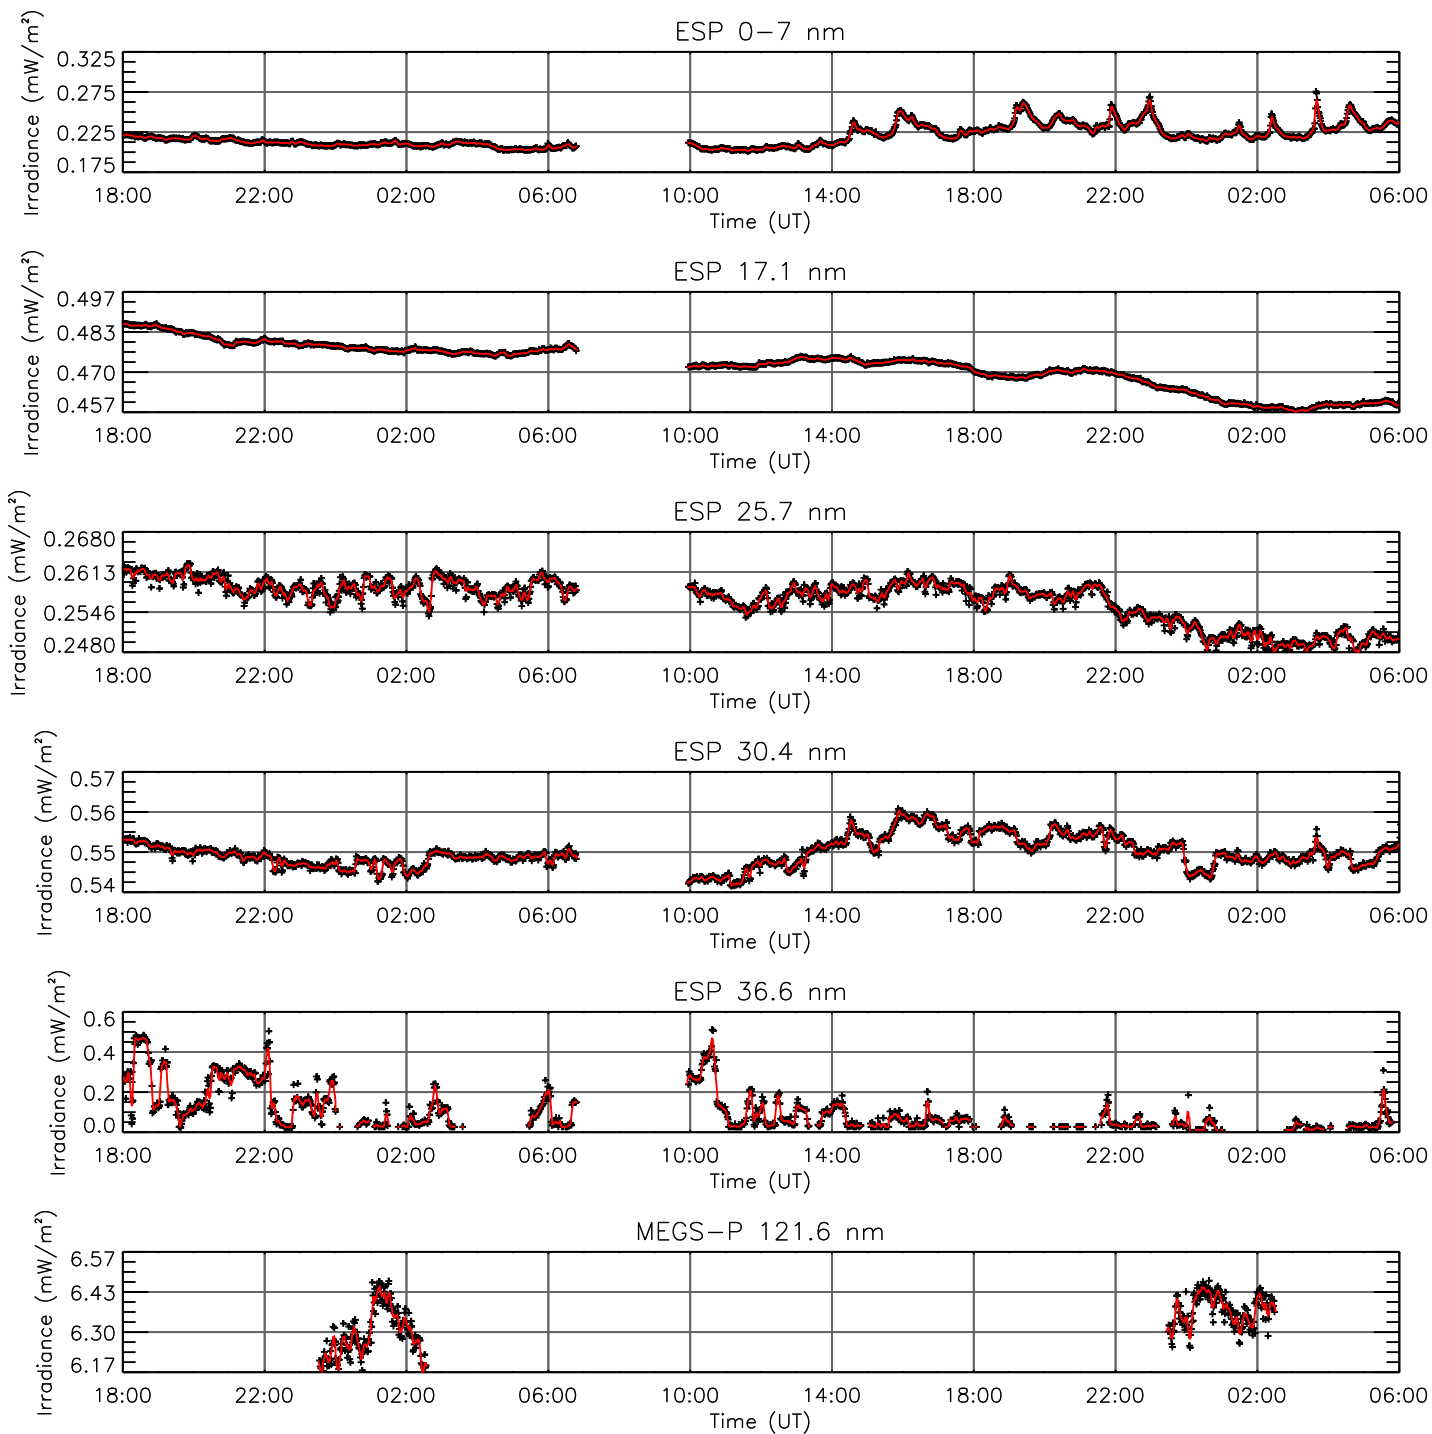 ESP 0-7 nm
Irradiance (mW/m²)
0.325
0.275
0.225
0.175
18:00 22:00 02:00 06:00 10:00 14:00 18:00 22:00 02:00 06:00
Time (UT)
ESP 17.1 nm
Irradiance (mW/m²)
0.497
0.483
0.470
0.457
18:00 22:00 02:00 06:00 10:00 14:00 18:00 22:00 02:00 06:00
Time (UT)
ESP 25.7 nm
Irradiance (mW/m²)
0.2680
0.2613
0.2546
0.2480
18:00 22:00 02:00 06:00 10:00 14:00 18:00 22:00 02:00 06:00
Time (UT)
ESP 30.4 nm
Irradiance (mW/m²)
0.57
0.56
0.55
0.54
18:00 22:00 02:00 06:00 10:00 14:00 18:00 22:00 02:00 06:00
Time (UT)
ESP 36.6 nm
Irradiance (mW/m²)
0.6
0.4
0.2
0.0
18:00 22:00 02:00 06:00 10:00 14:00 18:00 22:00 02:00 06:00
Time (UT)
MEGS-P 121.6 nm
Irradiance (mW/m²)
6.57
6.43
6.30
6.17
18:00 22:00 02:00 06:00 10:00 14:00 18:00 22:00 02:00 06:00
Time (UT)